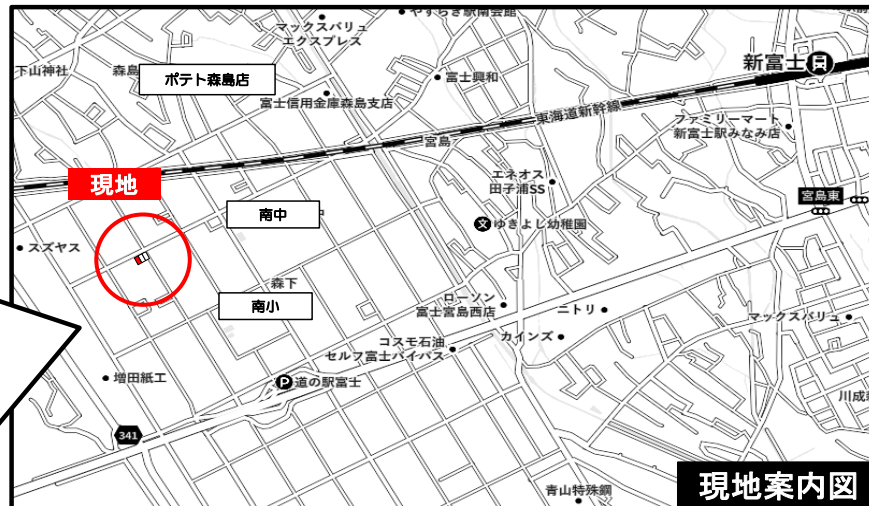 やすらぎ駅南会館
マックスバリュ
エクスプレス
新富士
下山神社
森島
ポテト森島店
富士興和
富士信用金庫森島支店
東海道新幹線
ファミリーマート
新富士駅みなみ店
宮島
エネオス
田子浦SS
現地
宮島東
南中
ゆきよし幼稚園
スズヤス
森下
南小
ローソン
富士宮島西店
ニトリ
マックスバリュ
カインズ
コスモ石油
セルフ富士バイパス
増田紙工
P
道の駅富士
川成
341
青山特殊鋼
現地案内図